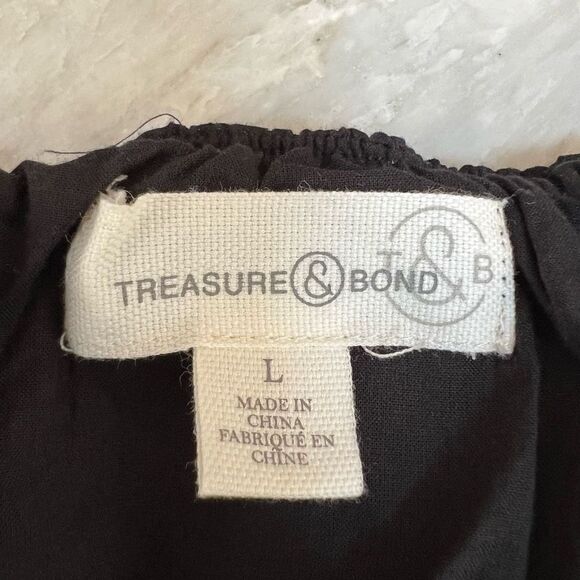 TREASURE & BOND
T & B
L
MADE IN
CHINA
FABRIQUÉ EN
CHINE